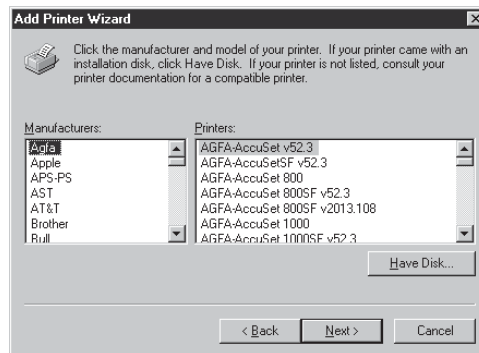 Add Printer Wizard
Click the manufacturer and model of your printer. If your printer came with an
installation disk, click Have Disk. If your printer is not listed, consult your
printer documentation for a compatible printer.
Manufacturers:
Agfa
Apple
APS-PS
AST
AT&T
Brother
Bull
Printers:
AGFA-AccuSet v52.3
AGFA-AccuSetSF v52.3
AGFA-AccuSet 800
AGFA-AccuSet 800SF v52.3
AGFA-AccuSet 800SF v2013.108
AGFA-AccuSet 1000
AGFA-AccuSet 1000SF v52.3
Have Disk...
< Back
Next >
Cancel